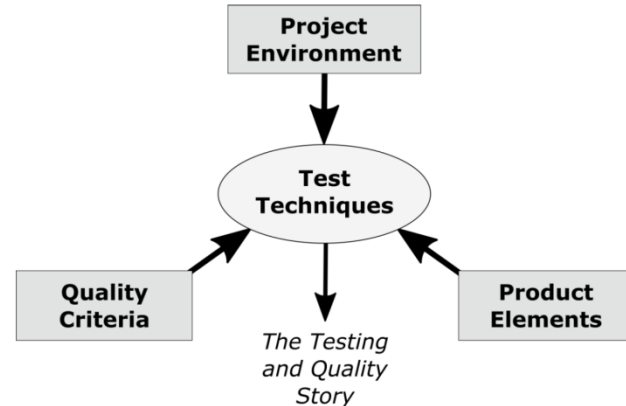 Project
Environment
Test
Techniques
Quality
Criteria
Product
Elements
The Testing
and Quality
Story